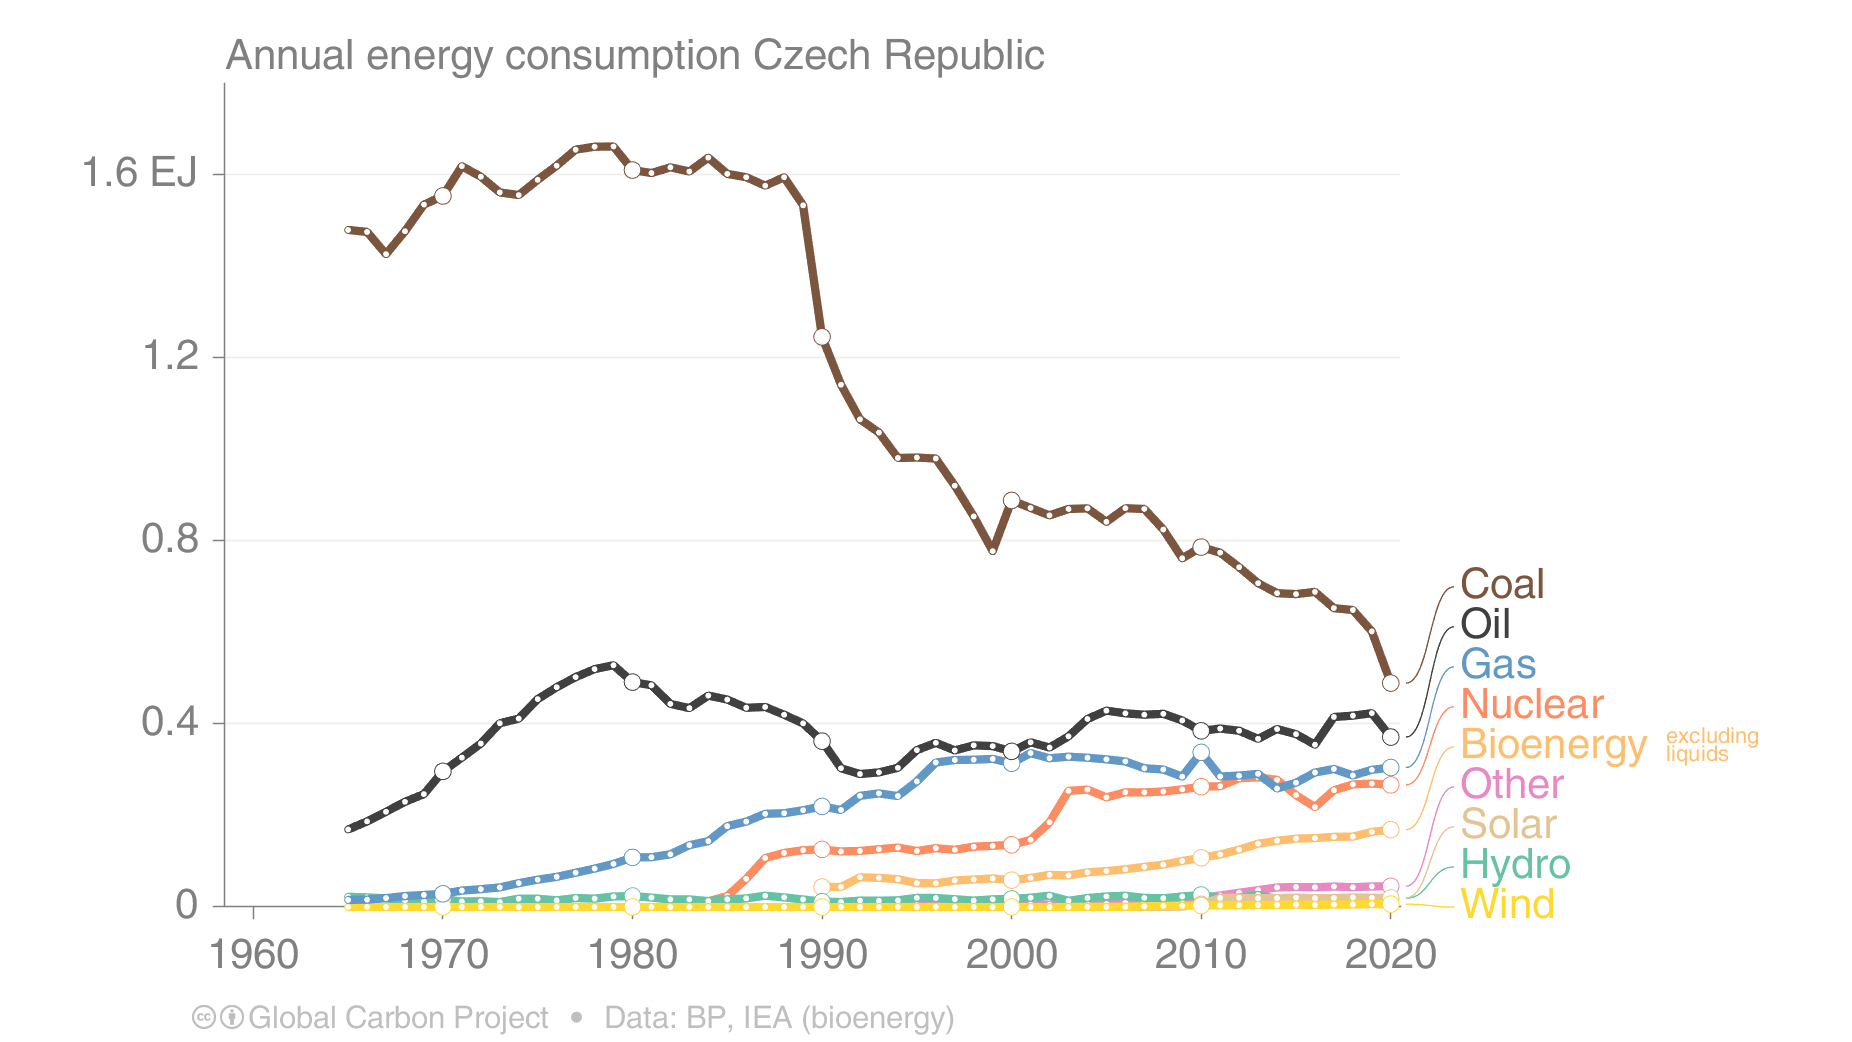 Annual energy consumption Czech Republic
1.6 EJ
1.2
0.8
0.4
0
1960 1970 1980 1990 2000 2010 2020
Coal
Oil
Gas
Nuclear
Bioenergy excluding liquids
Other
Solar
Hydro
Wind
cc Global Carbon Project • Data: BP, IEA (bioenergy)